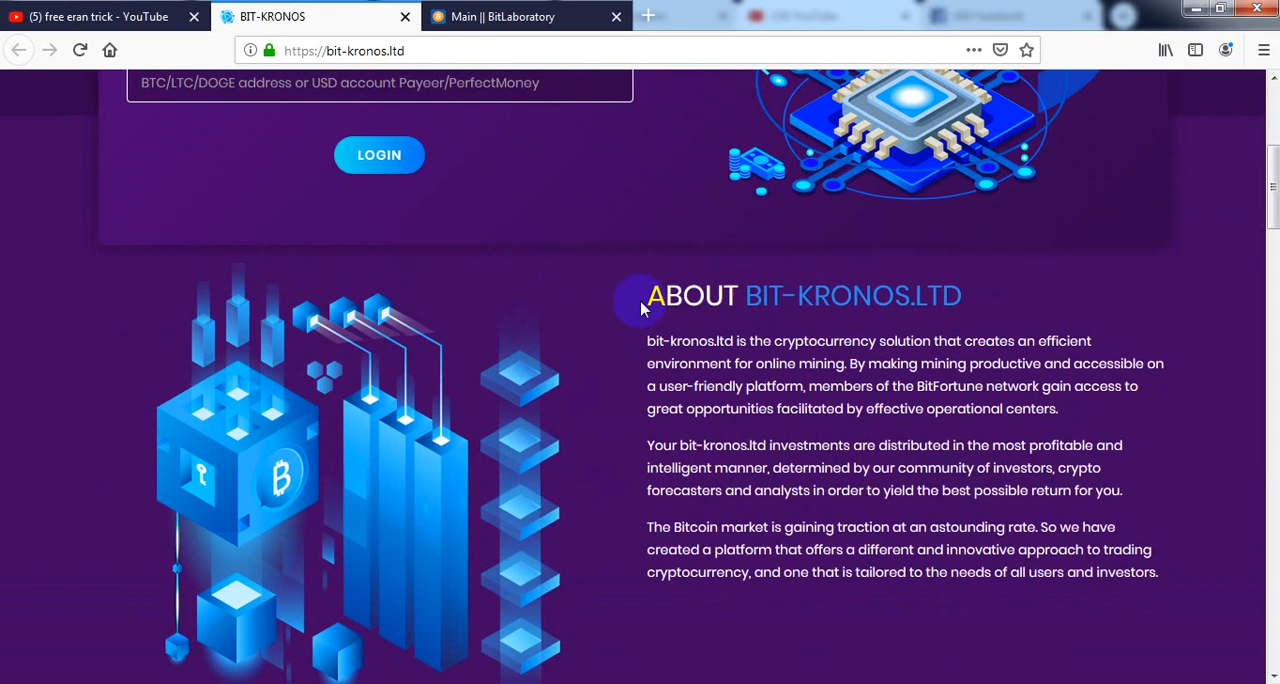 (5) free eran trick - YouTube
BIT-KRONOS
Main || BitLaboratory
https://bit-kronos.ltd
BTC/LTC/DOGE address or USD account Payeer/PerfectMoney
LOGIN
ABOUT BIT-KRONOS.LTD
bit-kronos.ltd is the cryptocurrency solution that creates an efficient
environment for online mining. By making mining productive and accessible on
a user-friendly platform, members of the BitFortune network gain access to
great opportunities facilitated by effective operational centers.
Your bit-kronos.ltd investments are distributed in the most profitable and
intelligent manner, determined by our community of investors, crypto
forecasters and analysts in order to yield the best possible return for you.
The Bitcoin market is gaining traction at an astounding rate. So we have
created a platform that offers a different and innovative approach to trading
cryptocurrency, and one that is tailored to the needs of all users and investors.